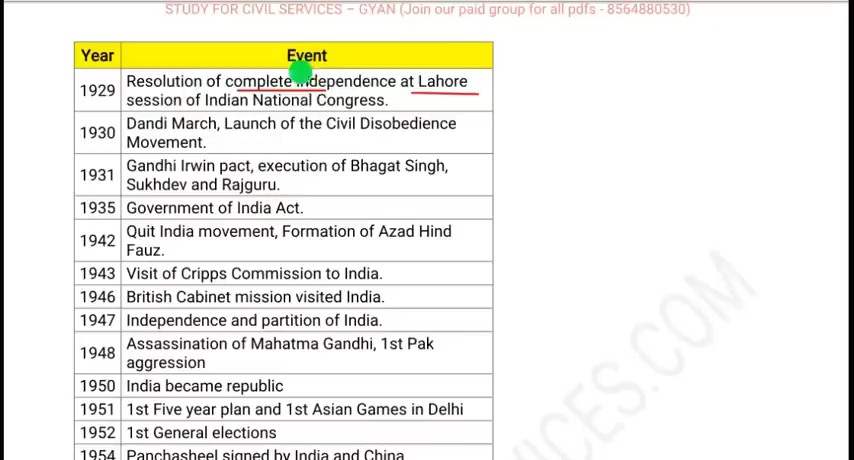 STUDY FOR CIVIL SERVICES – GYAN (Join our paid group for all pdfs - 8564880530)
Year Event
1929 Resolution of complete independence at Lahore
session of Indian National Congress.
1930 Dandi March, Launch of the Civil Disobedience
Movement.
1931 Gandhi Irwin pact, execution of Bhagat Singh,
Sukhdev and Rajguru.
1935 Government of India Act.
1942 Quit India movement, Formation of Azad Hind
Fauz.
1943 Visit of Cripps Commission to India.
1946 British Cabinet mission visited India.
1947 Independence and partition of India.
1948 Assassination of Mahatma Gandhi, 1st Pak
aggression
1950 India became republic
1951 1st Five year plan and 1st Asian Games in Delhi
1952 1st General elections
1954 Panchasheel signed by India and China
ICES.COM